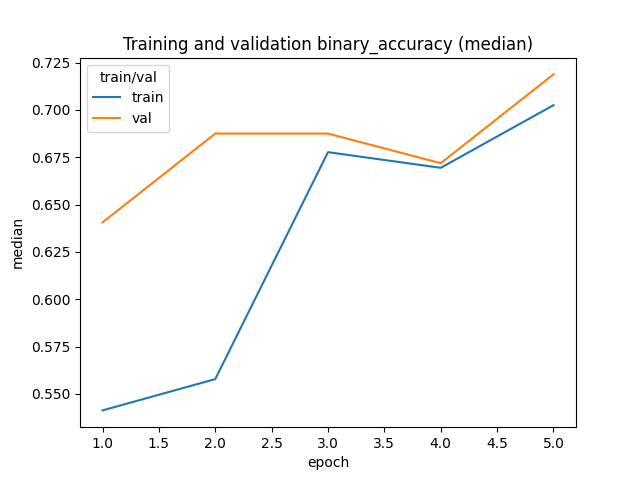 Training and validation binary_accuracy (median)
train/val
train
val
median
0.725
0.700
0.675
0.650
0.625
0.600
0.575
0.550
1.0 1.5 2.0 2.5 3.0 3.5 4.0 4.5 5.0
epoch